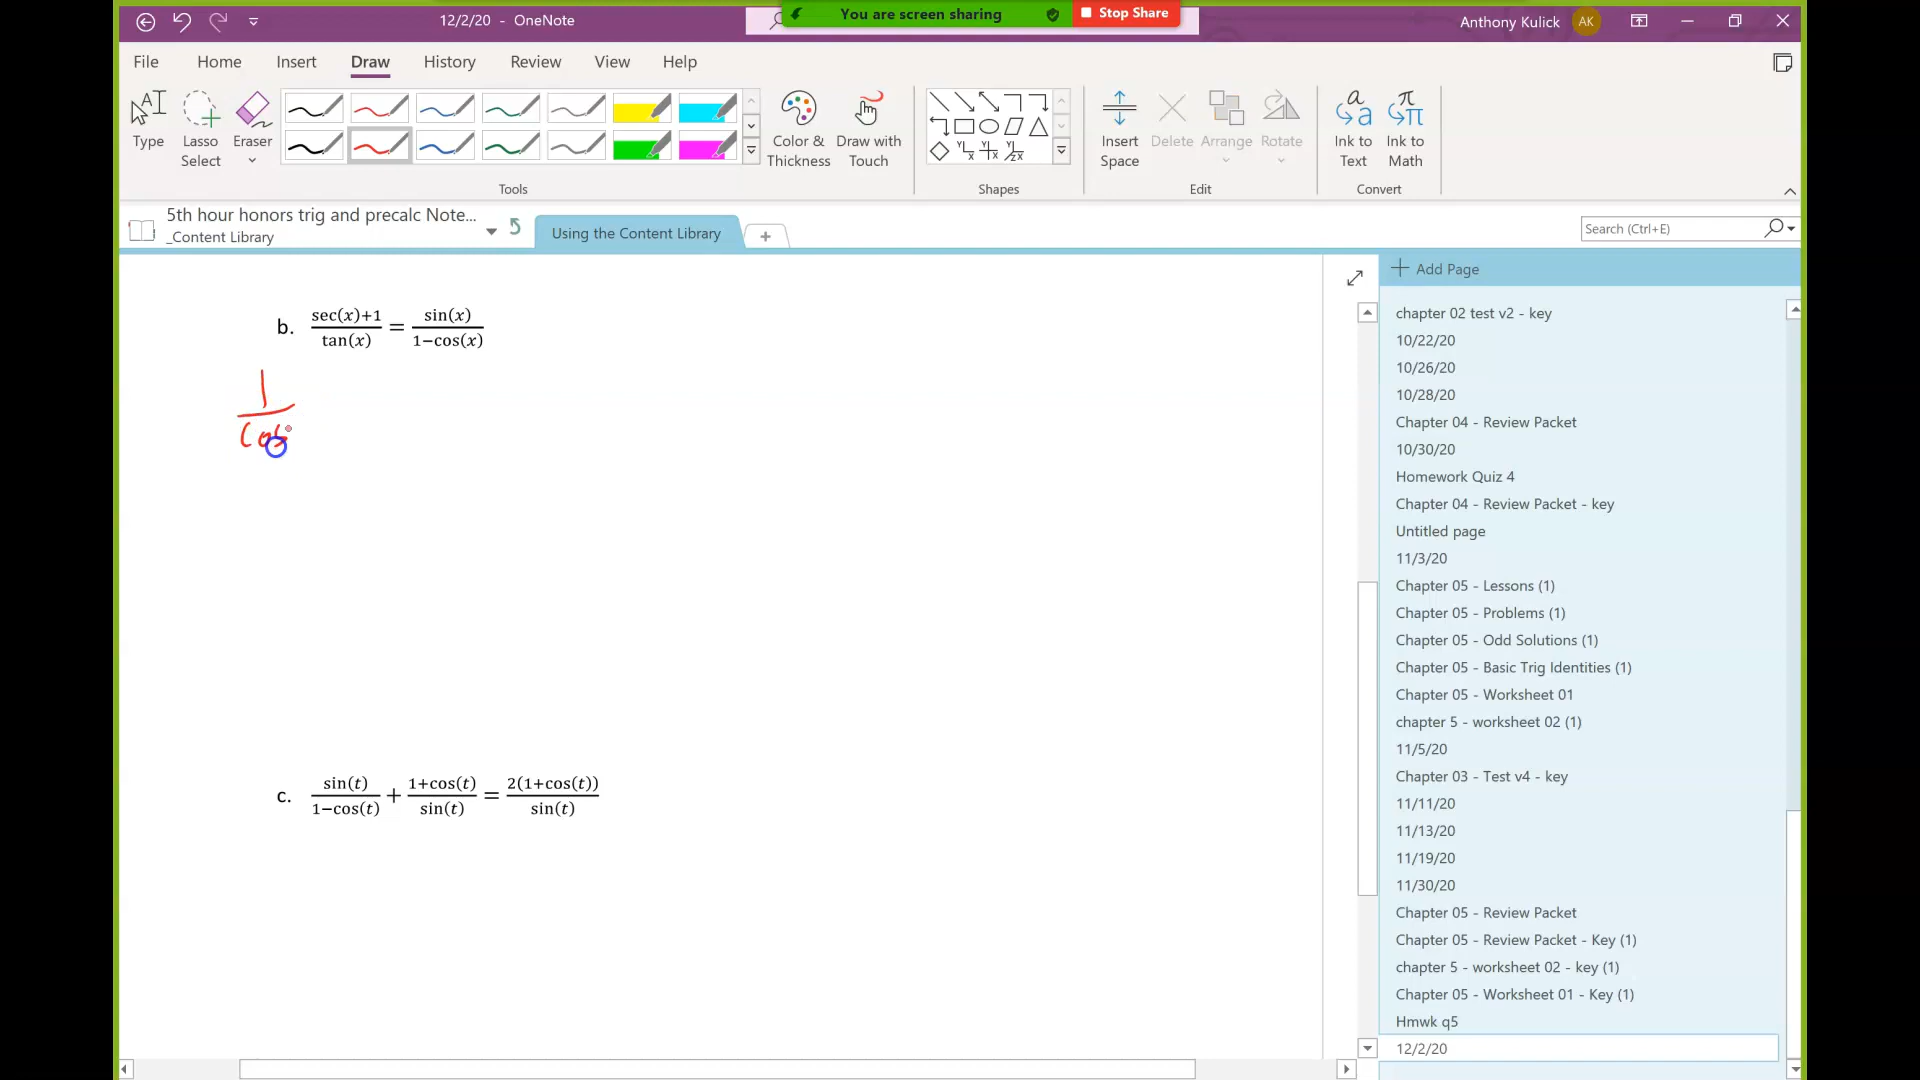 12/2/20 - OneNote
You are screen sharing
Stop Share
Anthony Kulick
AK
File Home Insert Draw History Review View Help
Type
Lasso Select
Eraser
Color & Thickness
Draw with Touch
Insert Space
Delete
Arrange
Rotate
Ink to Text
Ink to Math
Tools
Shapes
Edit
Convert
5th hour honors trig and precalc Note...
_Content Library
Using the Content Library
Search (Ctrl+E)
Add Page
b. sec(x)+1/tan(x) = sin(x)/1−cos(x)
1
cos
c. sin(t)/1−cos(t) + 1+cos(t)/sin(t) = 2(1+cos(t))/sin(t)
chapter 02 test v2 - key
10/22/20
10/26/20
10/28/20
Chapter 04 - Review Packet
10/30/20
Homework Quiz 4
Chapter 04 - Review Packet - key
Untitled page
11/3/20
Chapter 05 - Lessons (1)
Chapter 05 - Problems (1)
Chapter 05 - Odd Solutions (1)
Chapter 05 - Basic Trig Identities (1)
Chapter 05 - Worksheet 01
chapter 5 - worksheet 02 (1)
11/5/20
Chapter 03 - Test v4 - key
11/11/20
11/13/20
11/19/20
11/30/20
Chapter 05 - Review Packet
Chapter 05 - Review Packet - Key (1)
chapter 5 - worksheet 02 - key (1)
Chapter 05 - Worksheet 01 - Key (1)
Hmwk q5
12/2/20